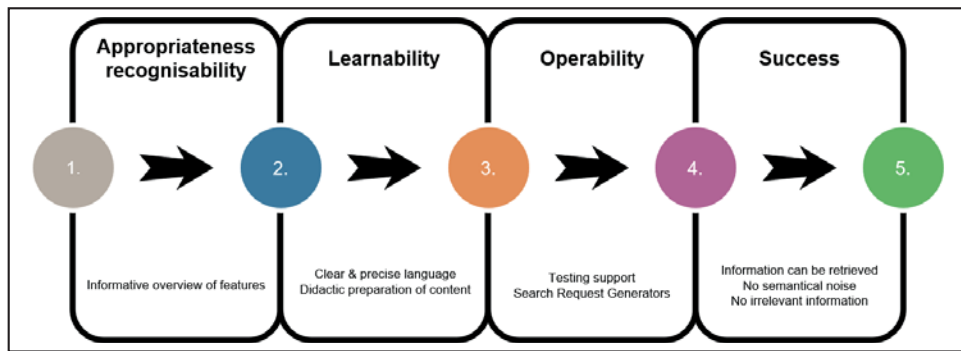 Appropriateness
recognisability
Learnability
Operability
Success
1.
2.
3.
4.
5.
Informative overview of features
Clear & precise language
Didactic preparation of content
Testing support
Search Request Generators
Information can be retrieved
No semantical noise
No irrelevant information